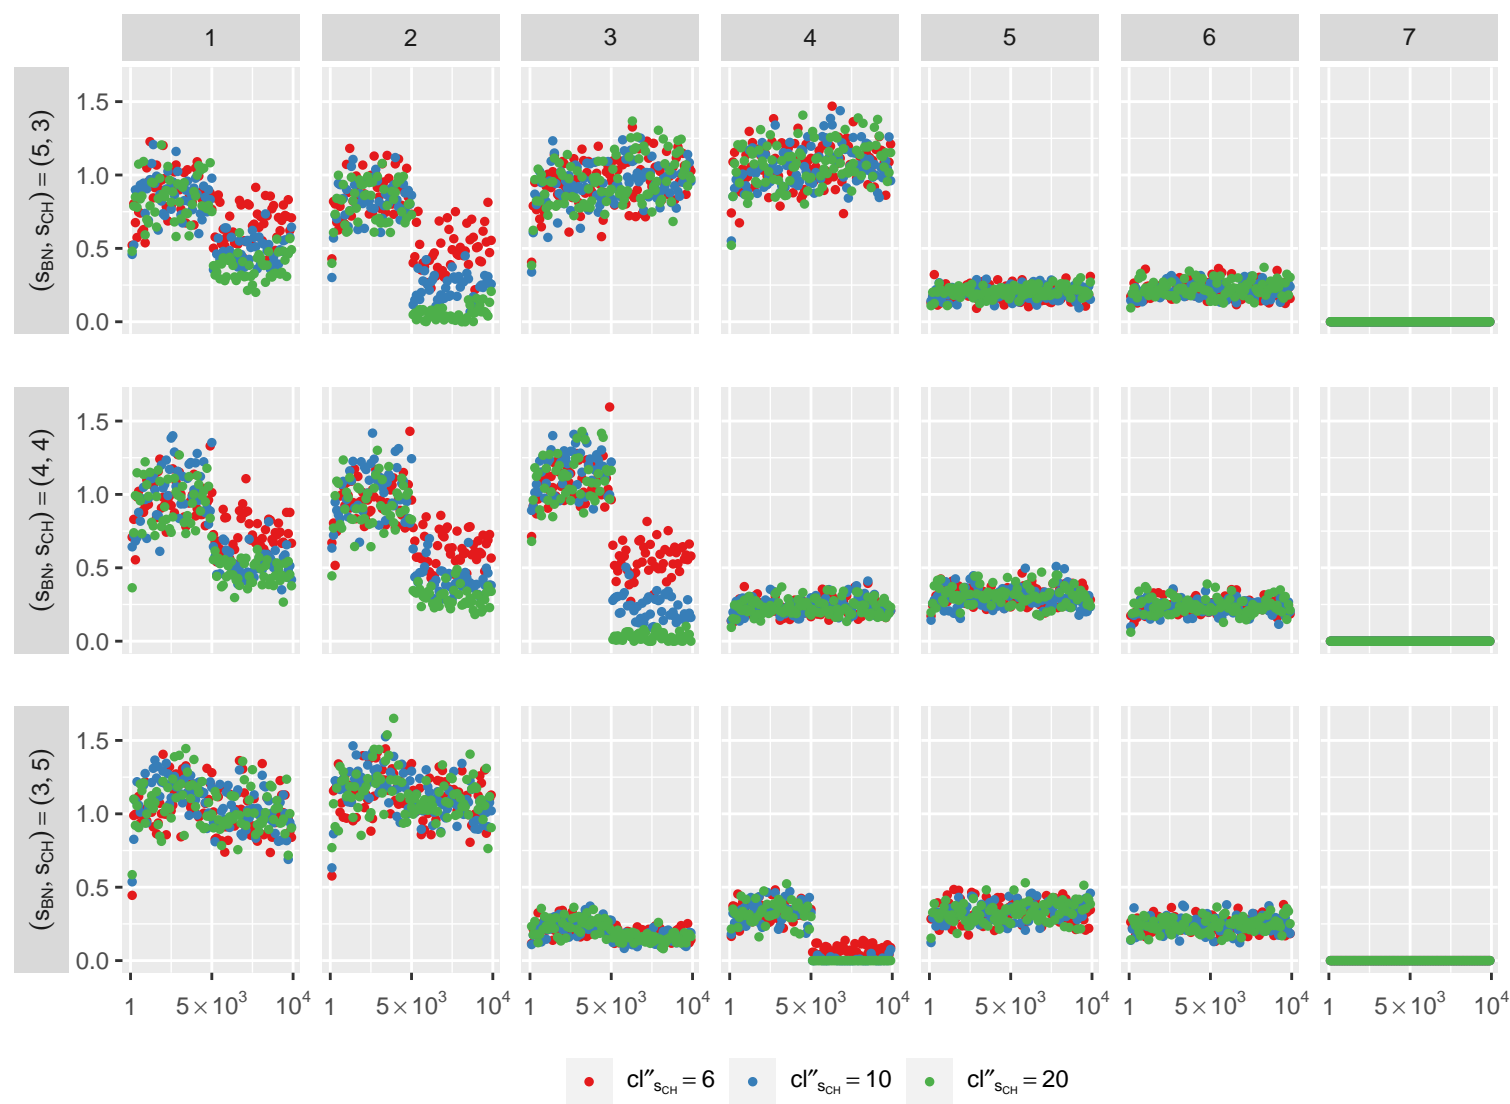 1 2 3 4 5 6 7
(sBN, sCH) = (5, 3)
1.5
1.0
0.5
0.0
(sBN, sCH) = (4, 4)
1.5
1.0
0.5
0.0
(sBN, sCH) = (3, 5)
1.5
1.0
0.5
0.0
1 5×10³ 10⁴ 1 5×10³ 10⁴ 1 5×10³ 10⁴ 1 5×10³ 10⁴ 1 5×10³ 10⁴ 1 5×10³ 10⁴ 1 5×10³ 10⁴
cl″sCH = 6 cl″sCH = 10 cl″sCH = 20